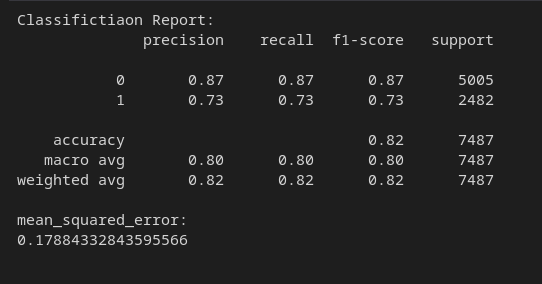 Classifictiaon Report:
precision recall f1-score support
0 0.87 0.87 0.87 5005
1 0.73 0.73 0.73 2482
accuracy 0.82 7487
macro avg 0.80 0.80 0.80 7487
weighted avg 0.82 0.82 0.82 7487
mean_squared_error:
0.17884332843595566